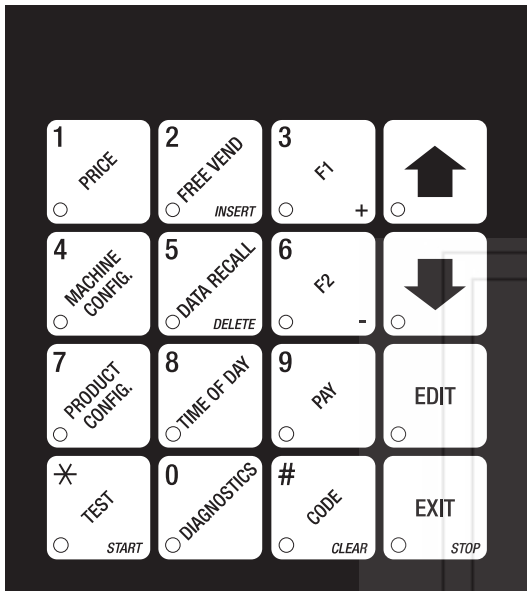 1
PRICE
2
FREE VEND
INSERT
3
F1
+
4
MACHINE
CONFIG.
5
DATA RECALL
DELETE
6
F2
-
7
PRODUCT
CONFIG.
8
TIME OF DAY
9
PAY
EDIT
*
TEST
START
0
DIAGNOSTICS
#
CODE
CLEAR
EXIT
STOP